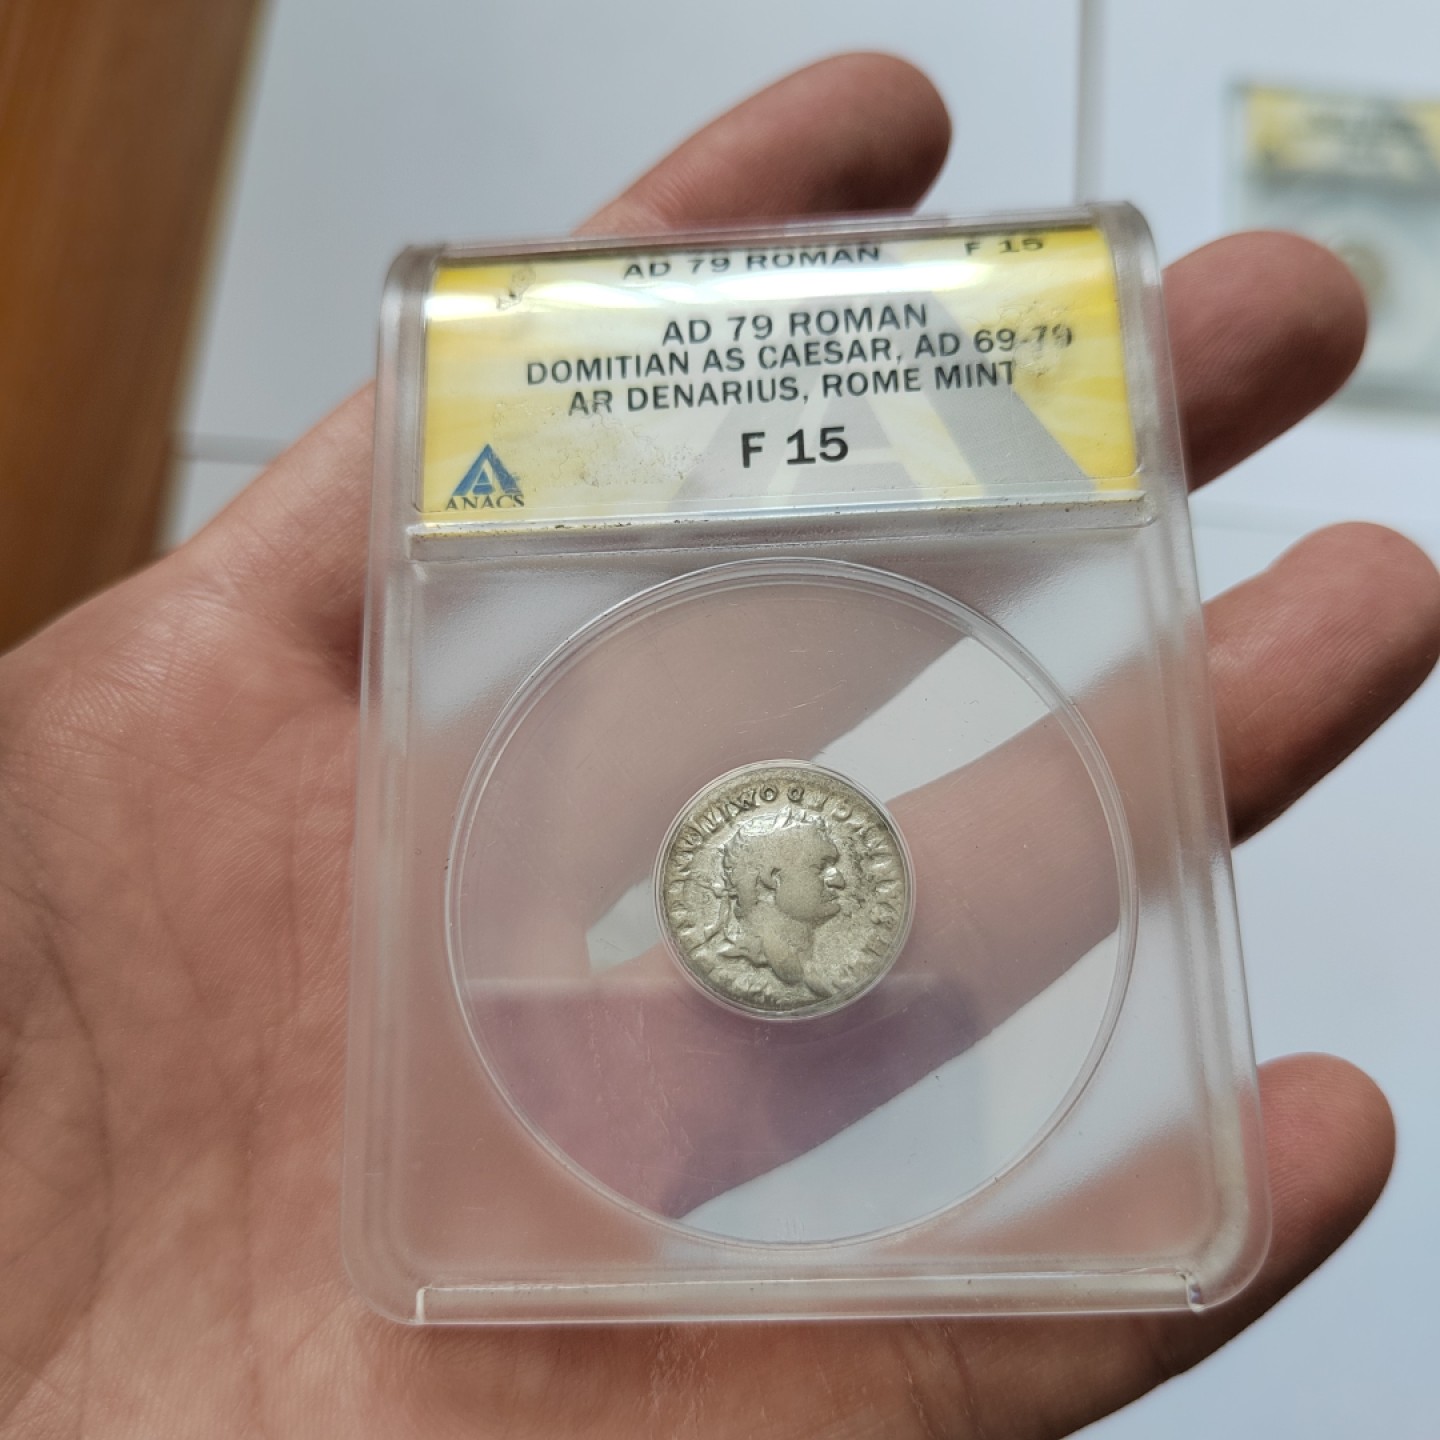 AD 79 ROMAN F 15
AD 79 ROMAN
DOMITIAN AS CAESAR, AD 69-79
AR DENARIUS, ROME MINT
F 15
ANACS